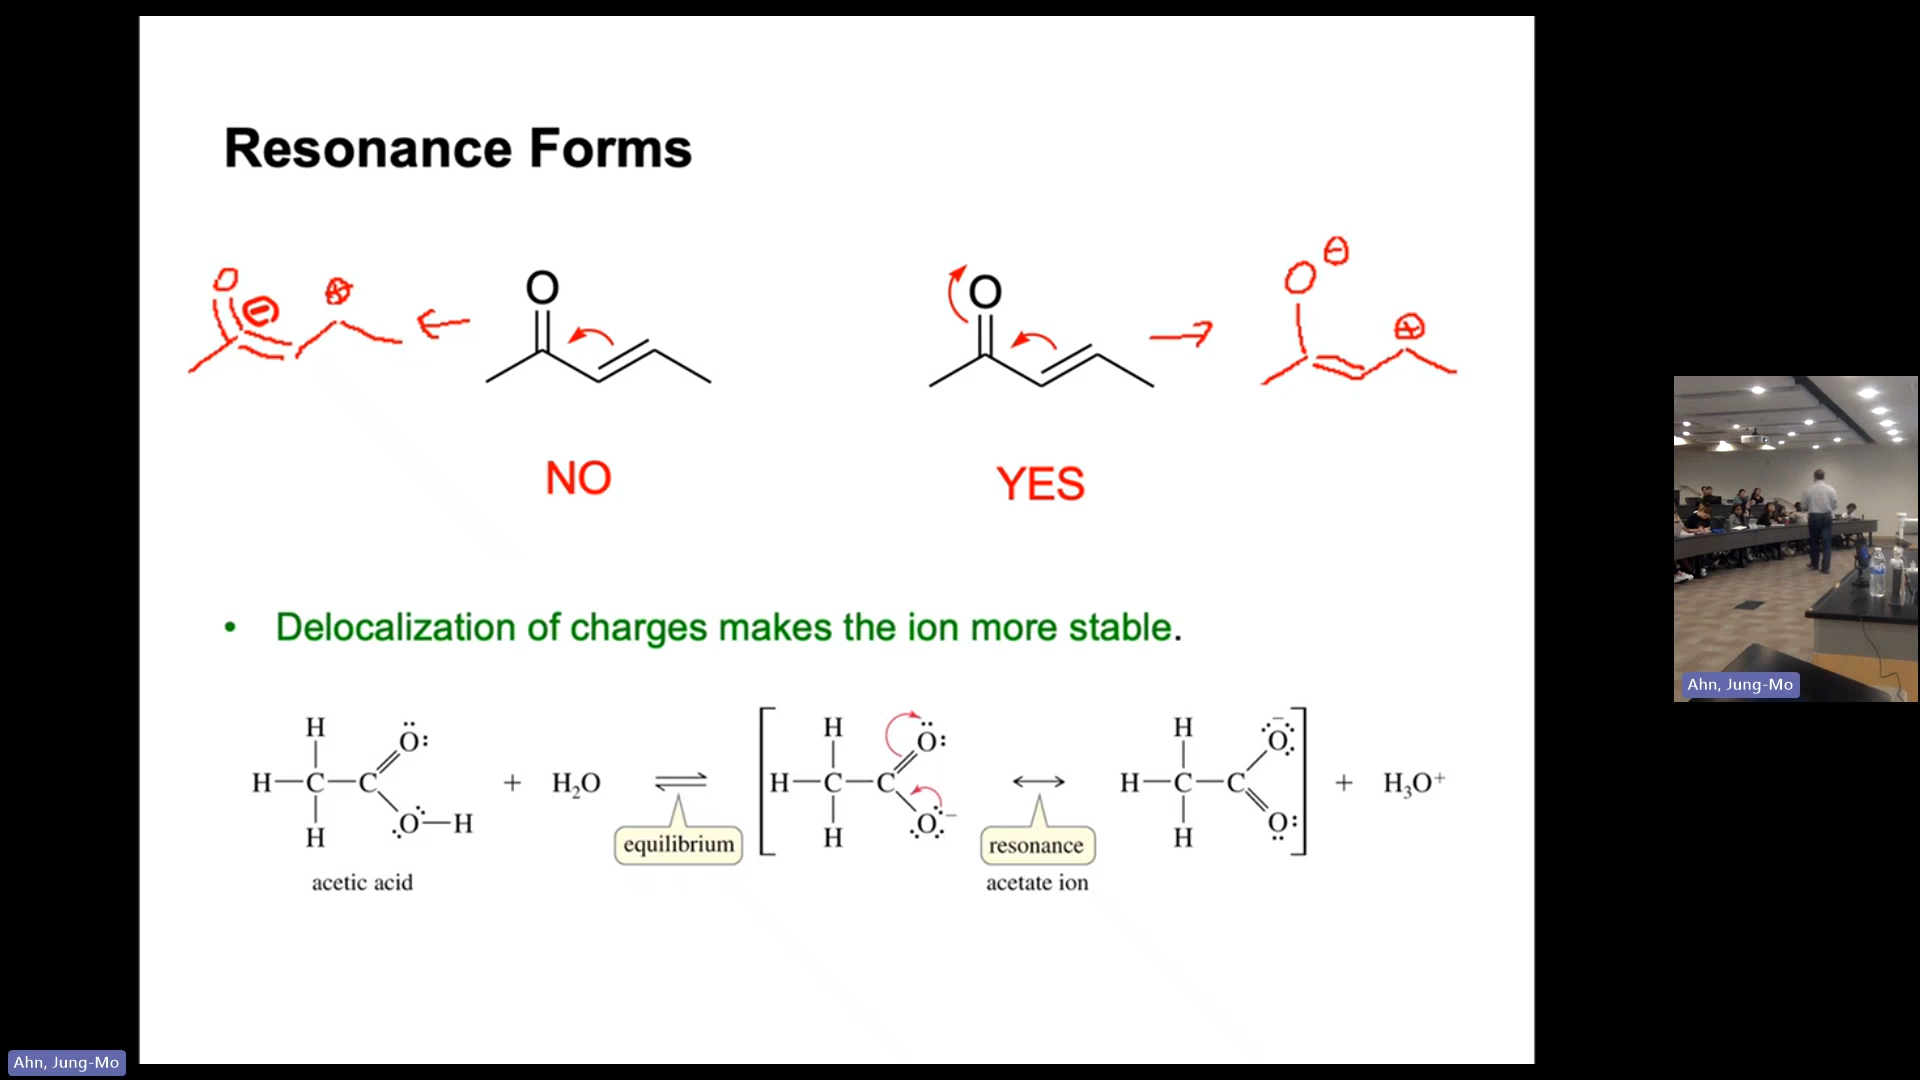 Resonance Forms
O ⊖ ⊕ ← O
O → O ⊖ ⊕
NO
YES
• Delocalization of charges makes the ion more stable.
H H–C–C H Ö: :Ö–H + H₂O ⇌ [ H H–C–C H Ö: :Ö:⁻ ↔ H H–C–C H :Ö:⁻ Ö: ] + H₃O⁺
equilibrium
resonance
acetic acid
acetate ion
Ahn, Jung-Mo
Ahn, Jung-Mo